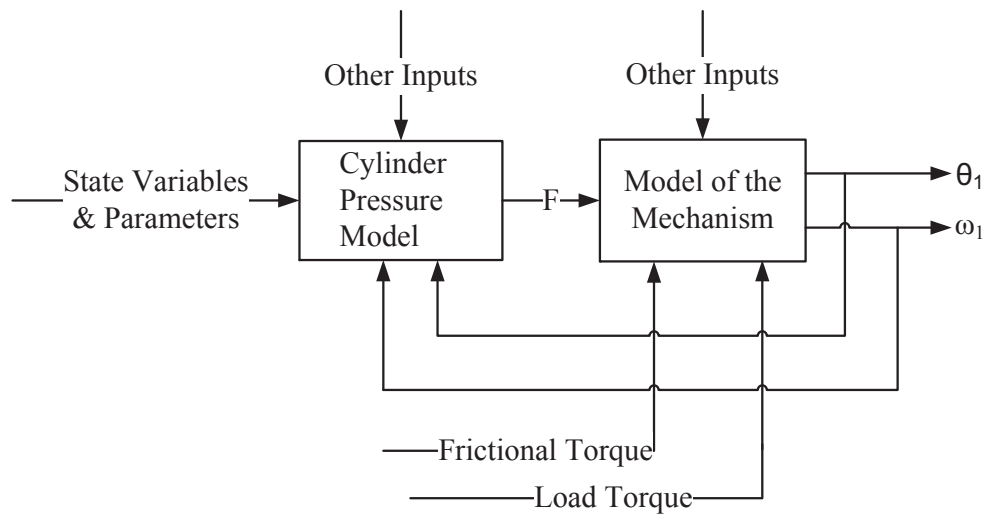 Other Inputs
Other Inputs
State Variables
& Parameters
Cylinder
Pressure
Model
F
Model of the
Mechanism
θ1
ω1
Frictional Torque
Load Torque